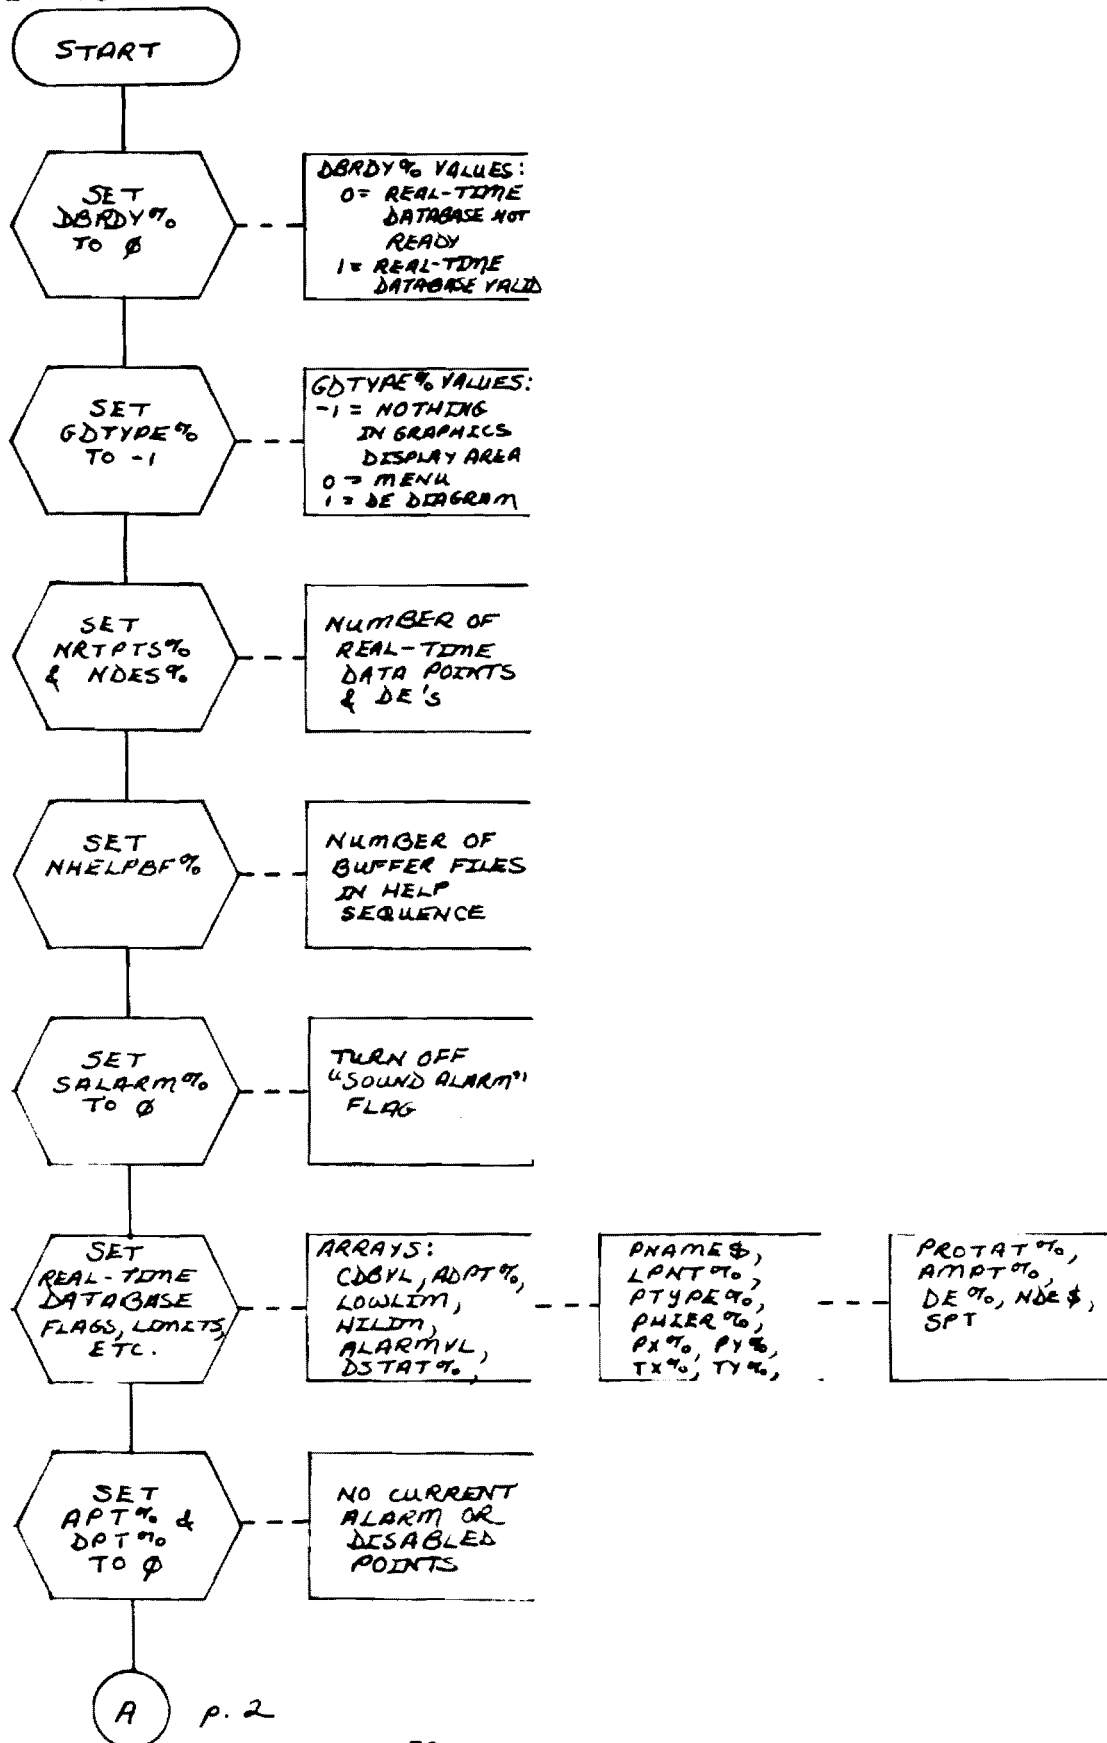 START
SET
DBRDY%
TO Ø
DBRDY% VALUES:
0= REAL-TIME
DATABASE NOT
READY
1= REAL-TIME
DATABASE VALID
SET
GDTYPE%
TO -1
GDTYPE% VALUES:
-1 = NOTHING
IN GRAPHICS
DISPLAY AREA
0 = MENU
1 = DE DIAGRAM
SET
NRTPTS%
& NDES%
NUMBER OF
REAL-TIME
DATA POINTS
& DE'S
SET
NHELPBF%
NUMBER OF
BUFFER FILES
IN HELP
SEQUENCE
SET
SALARM%
TO Ø
TURN OFF
"SOUND ALARM"
FLAG
SET
REAL-TIME
DATABASE
FLAGS, LIMITS,
ETC.
ARRAYS:
CDBVL, ADPT%,
LOWLIM,
HILIM,
ALARMVL,
DSTAT%,
PNAME$,
LPNT%,
PTYPE%,
PHIER%,
PX%, PY%,
TX%, TY%,
PROTAT%,
AMPT%,
DE%, NDE$,
SPT
SET
APT% &
DPT%
TO Ø
NO CURRENT
ALARM OR
DISABLED
POINTS
A p. 2